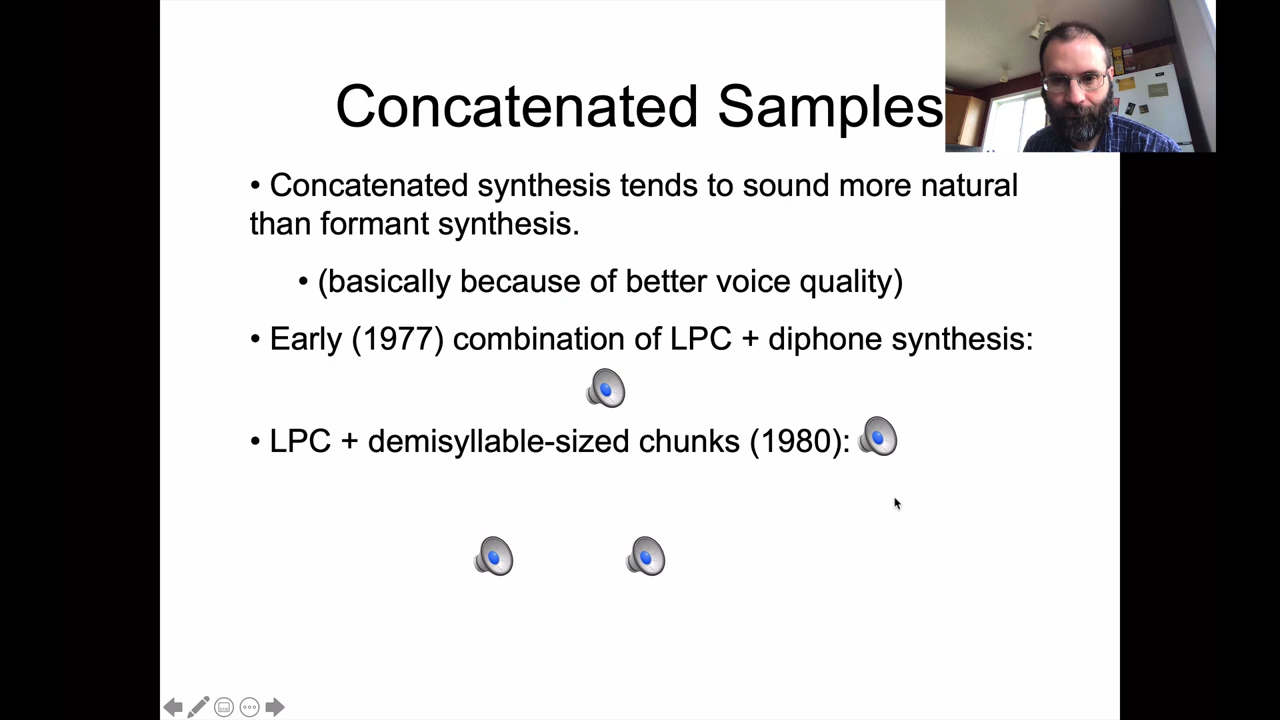 Concatenated Samples
• Concatenated synthesis tends to sound more natural
than formant synthesis.
• (basically because of better voice quality)
• Early (1977) combination of LPC + diphone synthesis:
• LPC + demisyllable-sized chunks (1980):